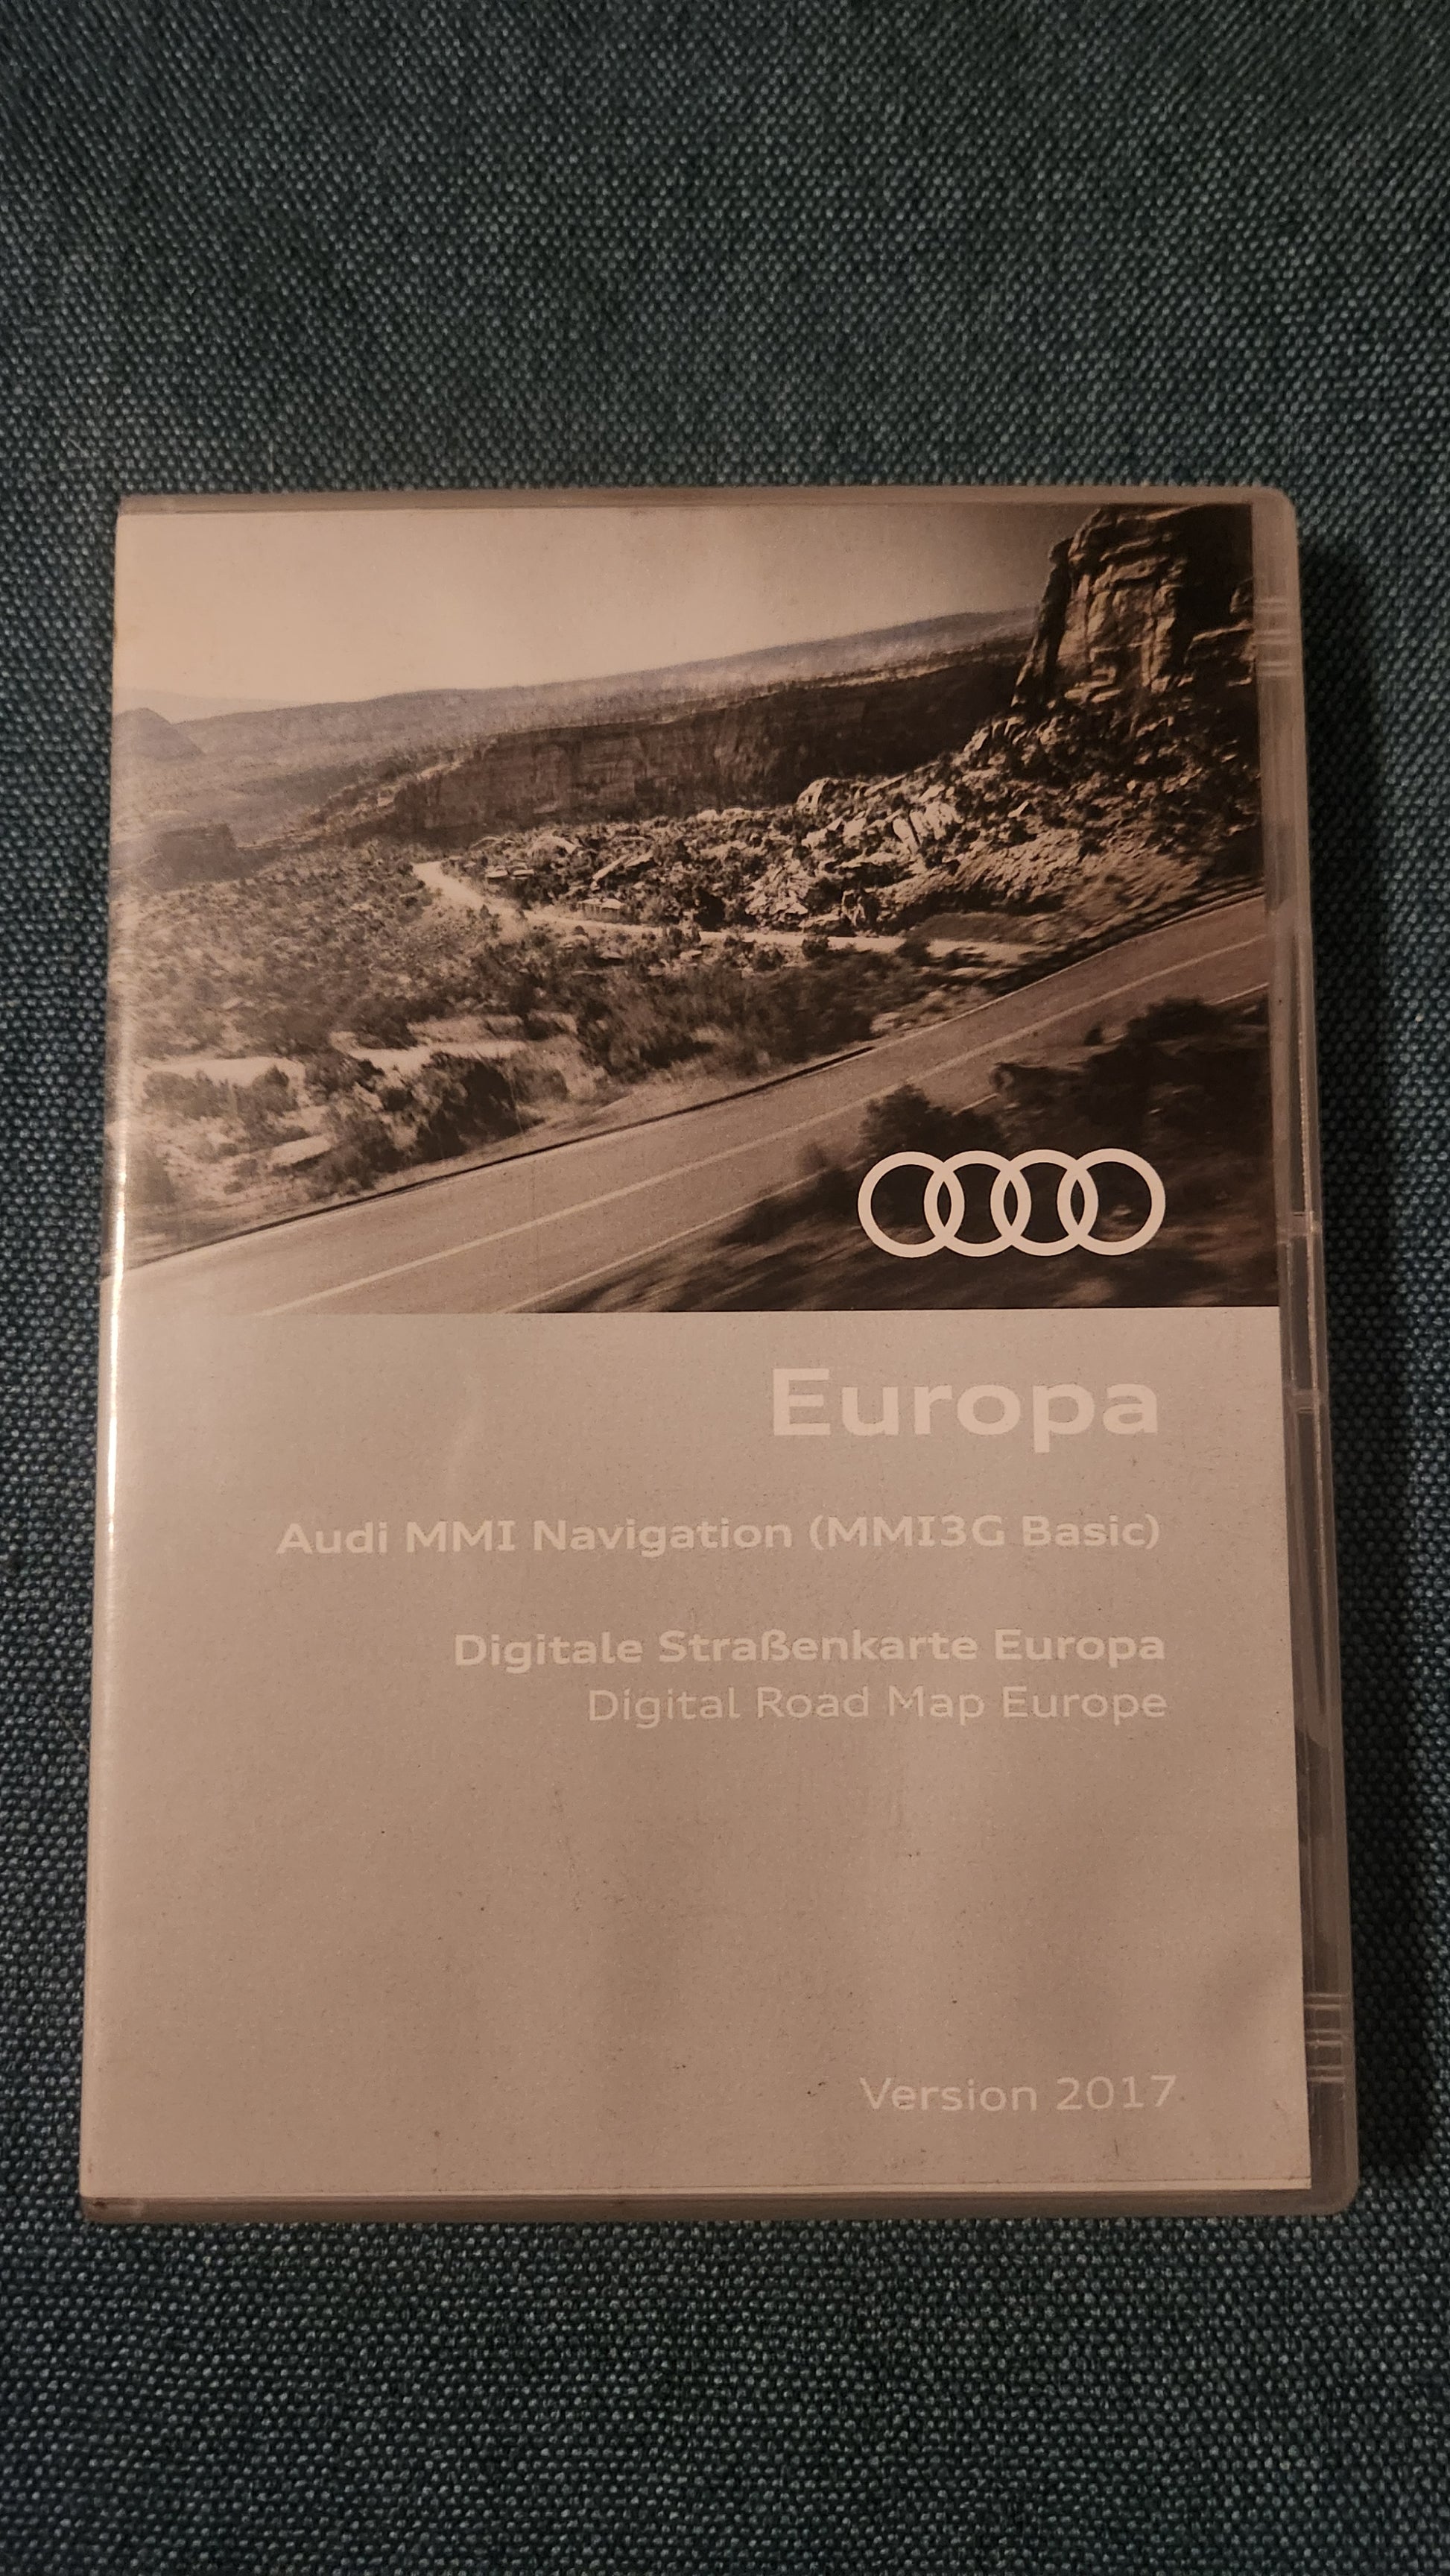 Europa
Audi MMI Navigation (MMI3G Basic)
Digitale Straßenkarte Europa
Digital Road Map Europe
Version 2017